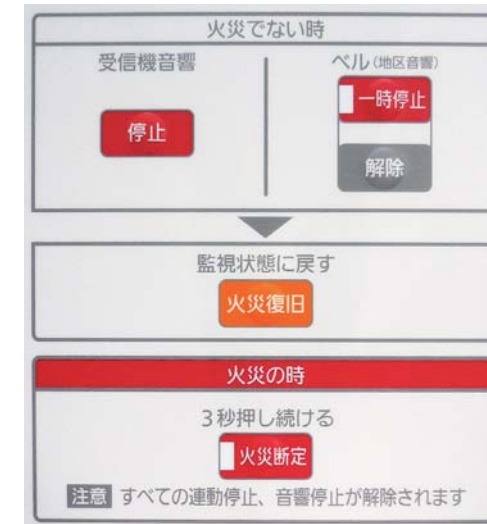 火災でない時
受信機音響
停止
ベル(地区音響)
一時停止
解除
監視状態に戻す
火災復旧
火災の時
3秒押し続ける
火災断定
注意 すべての連動停止、音響停止が解除されます